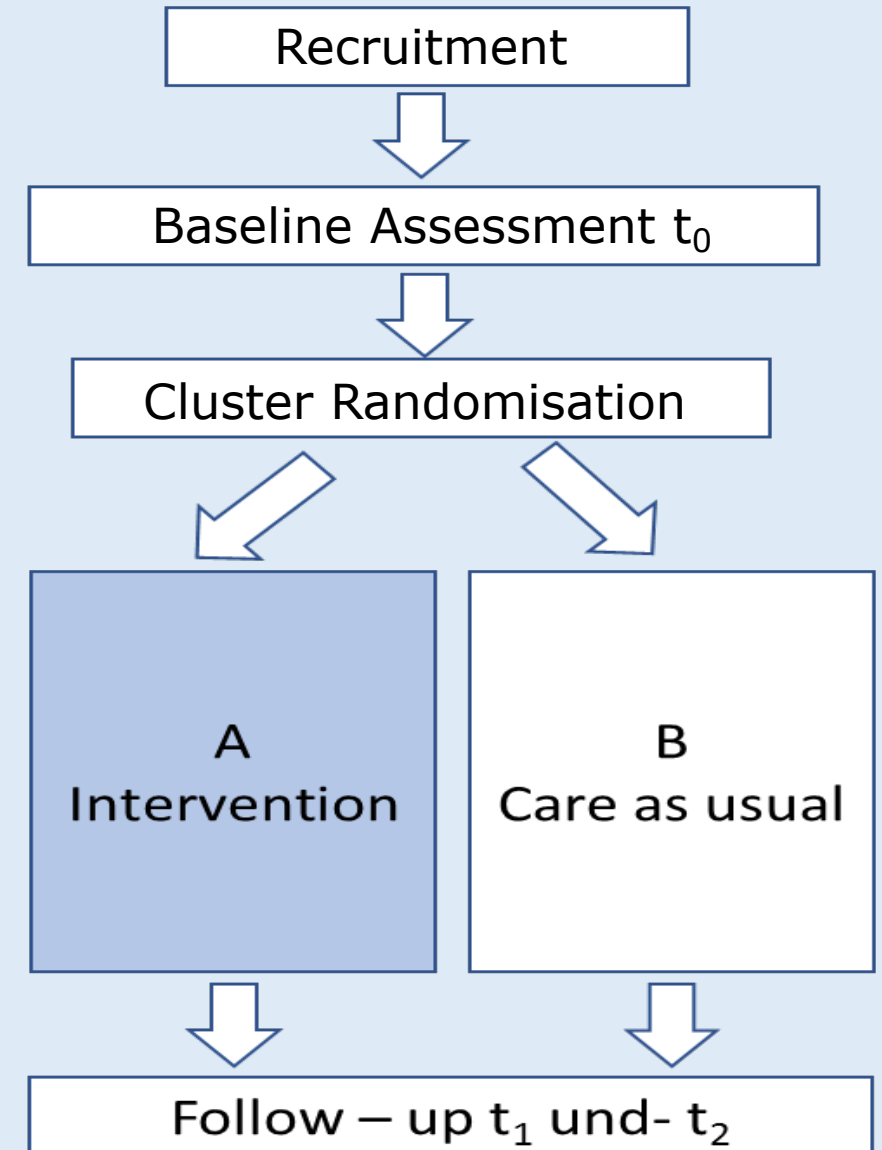 Recruitment
Baseline Assessment t₀
Cluster Randomisation
A
Intervention
B
Care as usual
Follow – up t₁ und- t₂